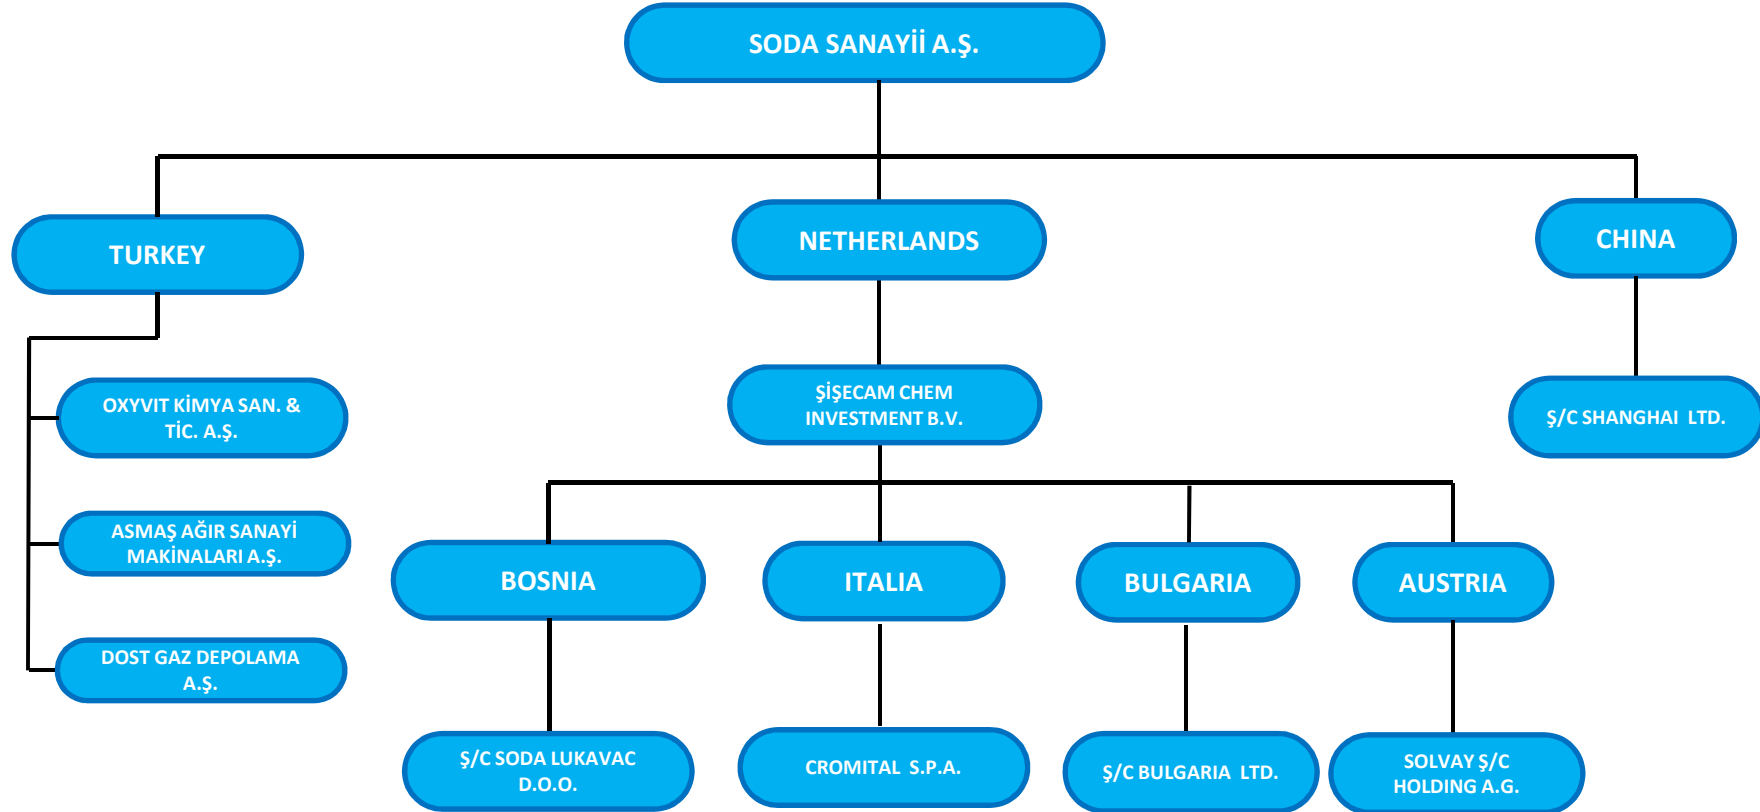 SODA SANAYİİ A.Ş.
TURKEY
NETHERLANDS
CHINA
OXYVIT KİMYA SAN. &
TİC. A.Ş.
ŞİŞECAM CHEM
INVESTMENT B.V.
Ş/C SHANGHAI LTD.
ASMAŞ AĞIR SANAYİ
MAKİNALARI A.Ş.
DOST GAZ DEPOLAMA
A.Ş.
BOSNIA
ITALIA
BULGARIA
AUSTRIA
Ş/C SODA LUKAVAC
D.O.O.
CROMITAL S.P.A.
Ş/C BULGARIA LTD.
SOLVAY Ş/C
HOLDING A.G.